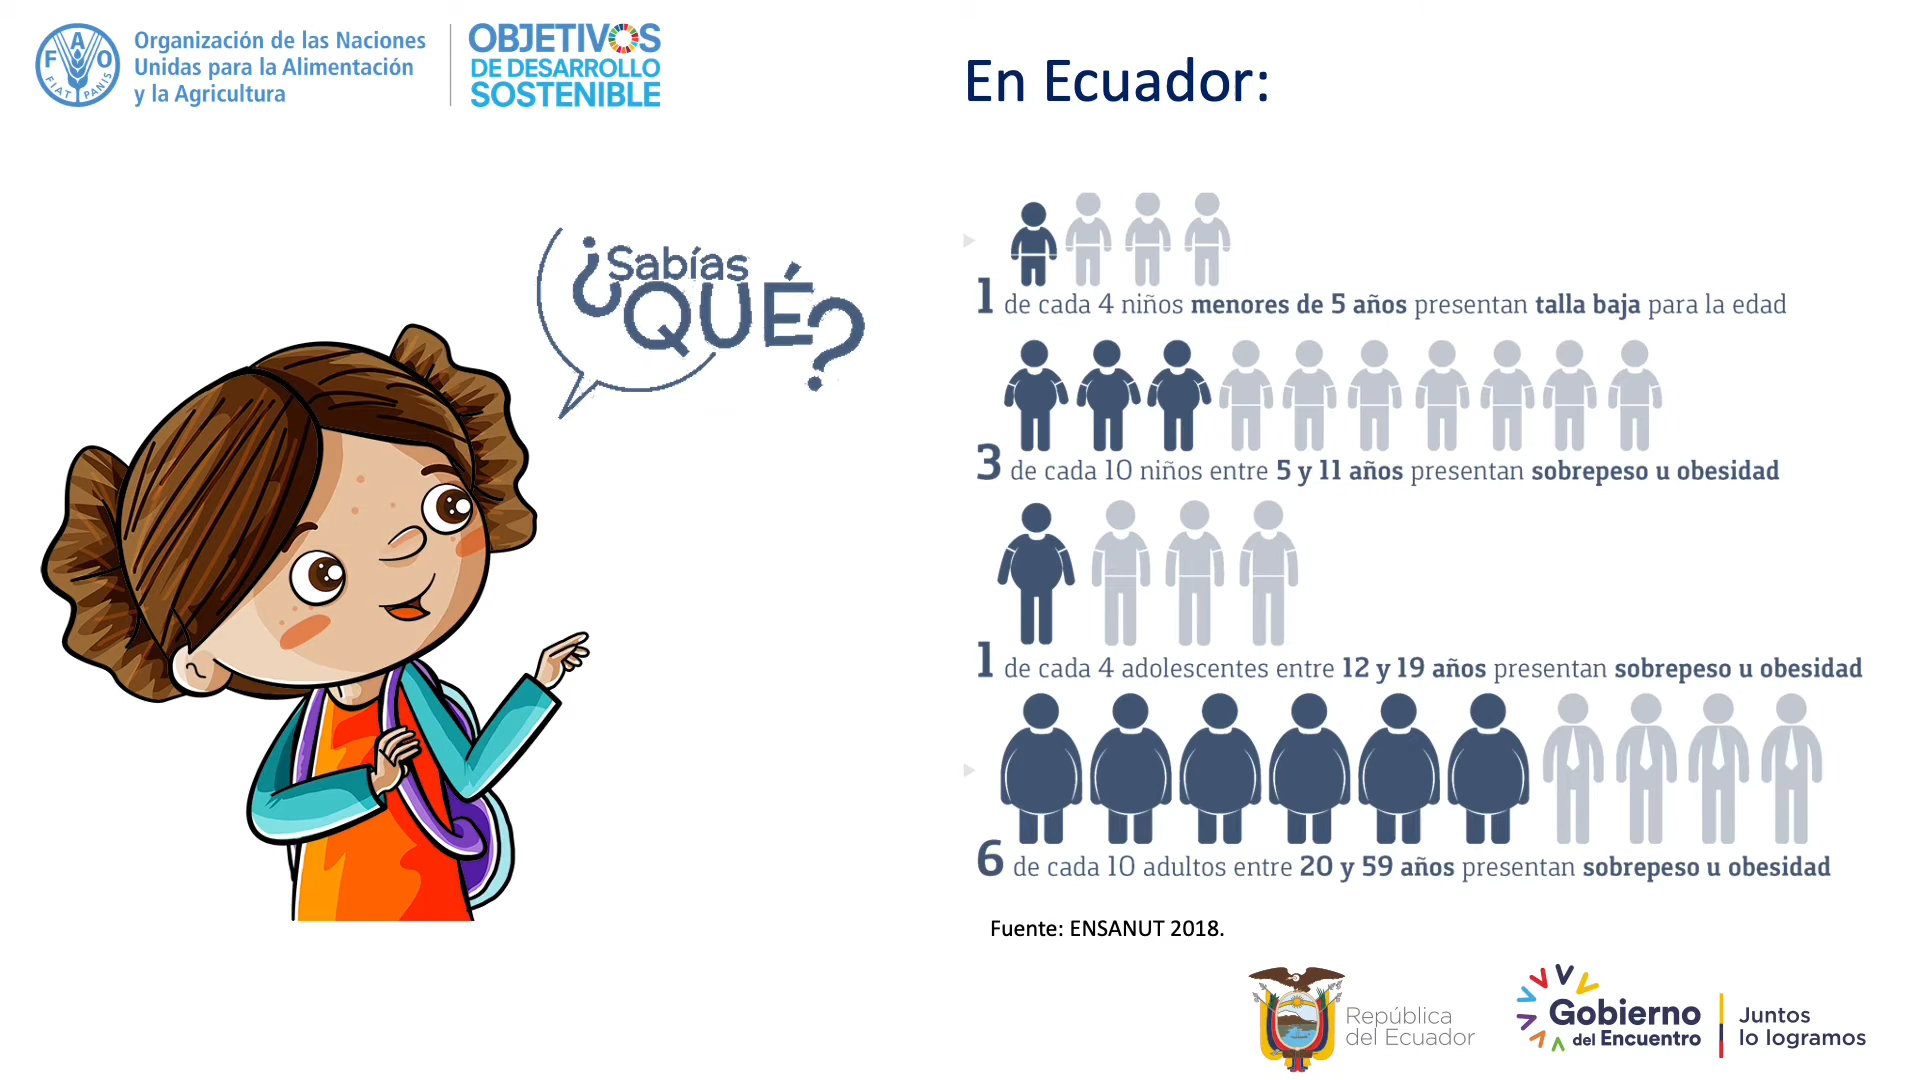 Organización de las Naciones
Unidas para la Alimentación
y la Agricultura
F A O
FIAT PANIS
OBJETIVOS
DE DESARROLLO
SOSTENIBLE
En Ecuador:
¿Sabías
QUÉ?
1 de cada 4 niños menores de 5 años presentan talla baja para la edad
3 de cada 10 niños entre 5 y 11 años presentan sobrepeso u obesidad
1 de cada 4 adolescentes entre 12 y 19 años presentan sobrepeso u obesidad
6 de cada 10 adultos entre 20 y 59 años presentan sobrepeso u obesidad
Fuente: ENSANUT 2018.
República
del Ecuador
Gobierno
del Encuentro
Juntos
lo logramos